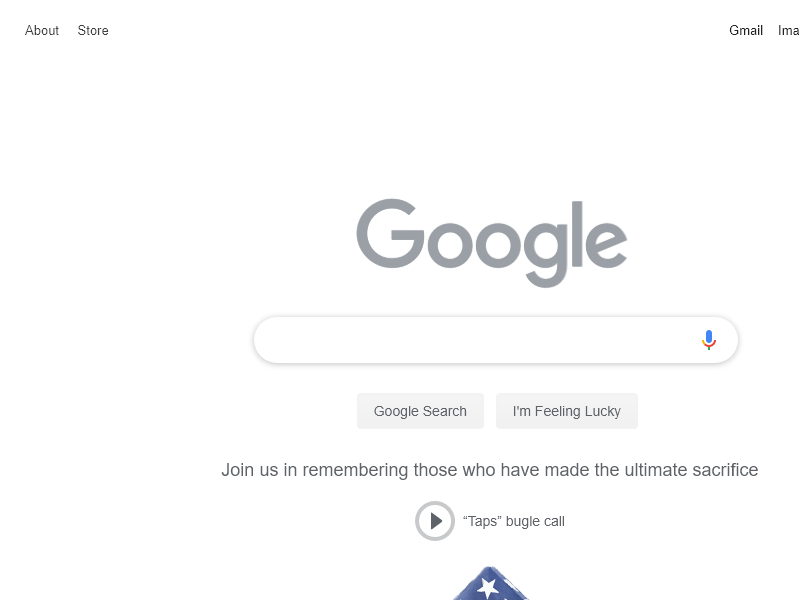 About Store Gmail Ima
Google
Google Search I'm Feeling Lucky
Join us in remembering those who have made the ultimate sacrifice
“Taps” bugle call